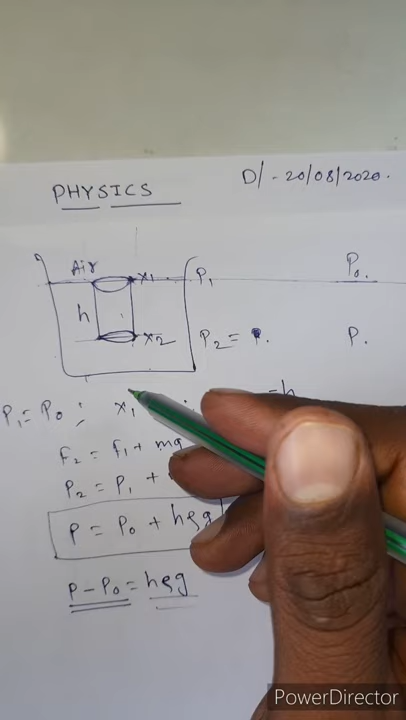 PHYSICS
D/- 20/08/2020.
Air x1 P1 P0.
h
x2 P2 = P. P.
P1 = P0 ; x1 -h
F2 = F1 + mg
P2 = P1 +
P = P0 + hρg
P - P0 = hρg
PowerDirector